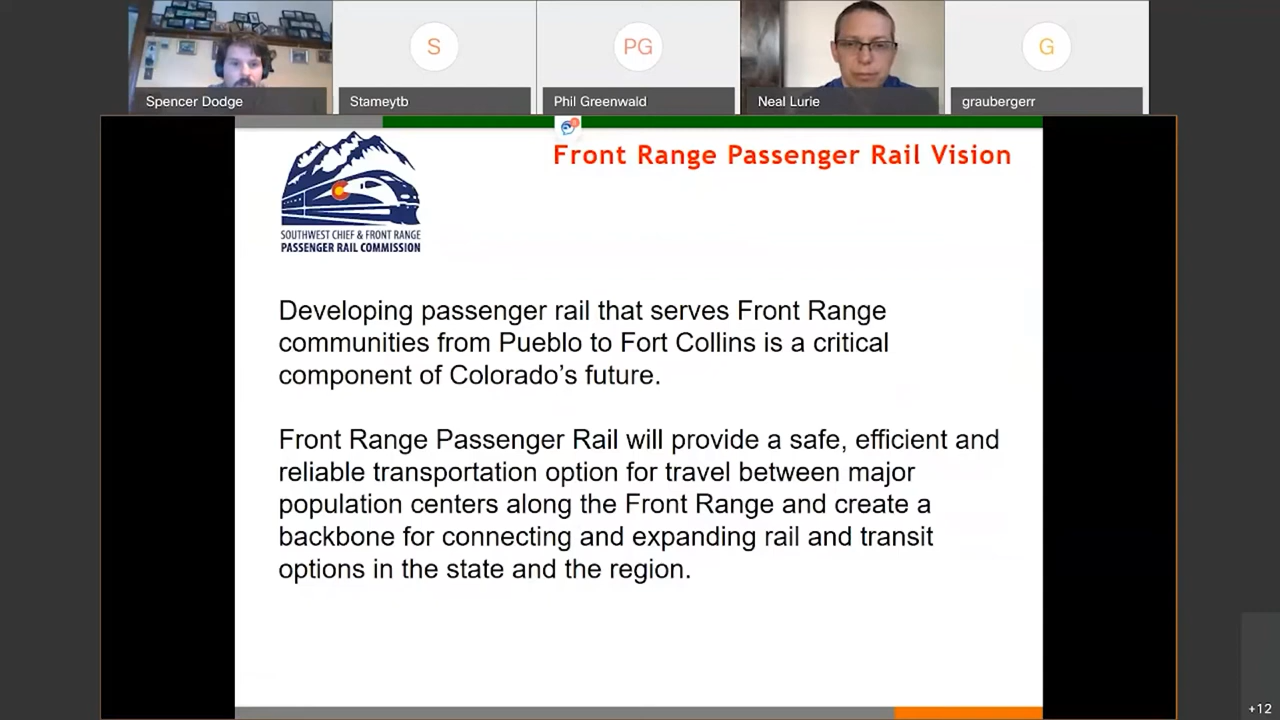 S
PG
G
Spencer Dodge
Stameytb
Phil Greenwald
Neal Lurie
graubergerr
Front Range Passenger Rail Vision
SOUTHWEST CHIEF & FRONT RANGE
PASSENGER RAIL COMMISSION
Developing passenger rail that serves Front Range
communities from Pueblo to Fort Collins is a critical
component of Colorado’s future.
Front Range Passenger Rail will provide a safe, efficient and
reliable transportation option for travel between major
population centers along the Front Range and create a
backbone for connecting and expanding rail and transit
options in the state and the region.
+12